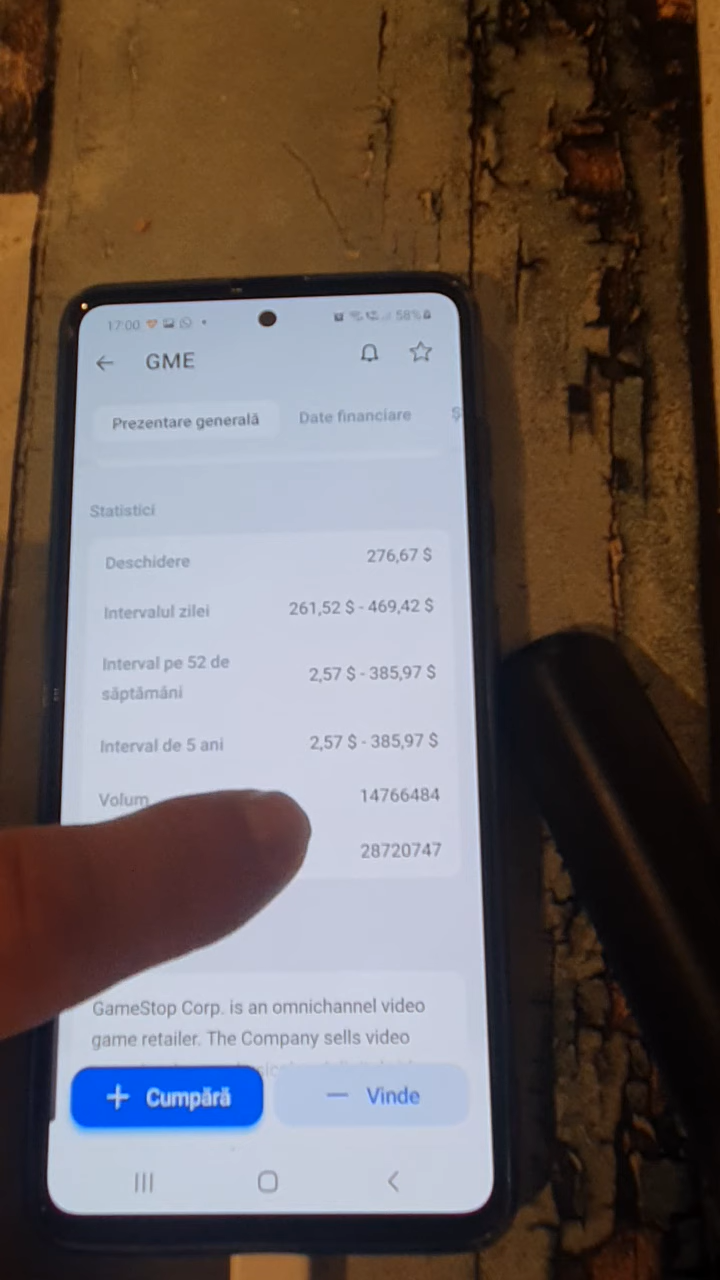 17:00 58%
GME
Prezentare generală Date financiare $
Statistici
Deschidere 276,67 $
Intervalul zilei 261,52 $ - 469,42 $
Interval pe 52 de
săptămâni 2,57 $ - 385,97 $
Interval de 5 ani 2,57 $ - 385,97 $
Volum 14766484
28720747
GameStop Corp. is an omnichannel video
game retailer. The Company sells video
+ Cumpără — Vinde